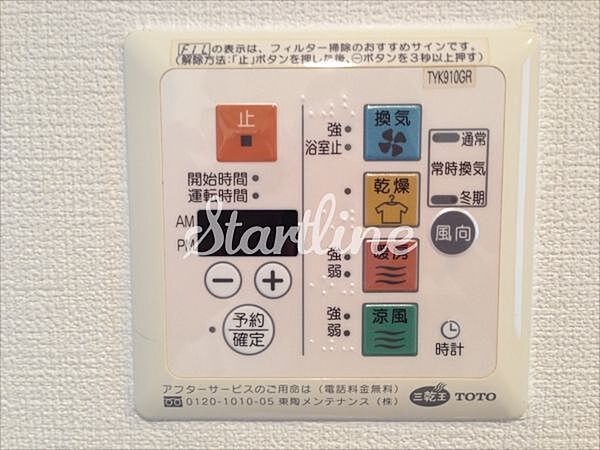 FILの表示は、フィルター掃除のおすすめサインです。
(解除方法:「止」ボタンを押した後、⊖ボタンを3秒以上押す)
TYK910GR
止
強
浴室止
換気
通常
常時換気
冬期
開始時間
運転時間
乾燥
AM
PM
風向
強
弱
暖房
− +
予約
確定
強
弱
涼風
時計
アフターサービスのご用命は(電話料金無料)
0120-1010-05 東陶メンテナンス(株)
三乾王 TOTO
Startline